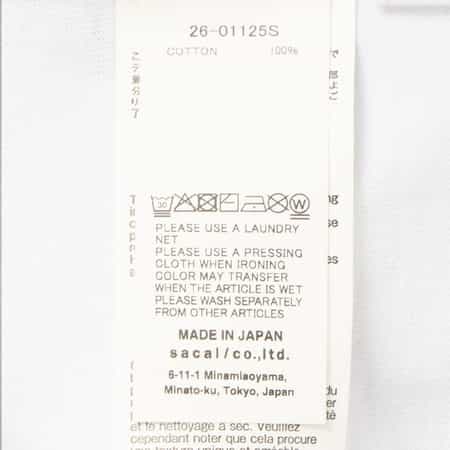 26-01125S
COTTON 100%
30
W
PLEASE USE A LAUNDRY
NET
PLEASE USE A PRESSING
CLOTH WHEN IRONING
COLOR MAY TRANSFER
WHEN THE ARTICLE IS WET
PLEASE WASH SEPARATELY
FROM OTHER ARTICLES
MADE IN JAPAN
sacai/co.,ltd.
6-11-1 Minamiaoyama,
Minato-ku, Tokyo, Japan
et le nettoyage à sec. Veuillez
cependant noter que cela procure